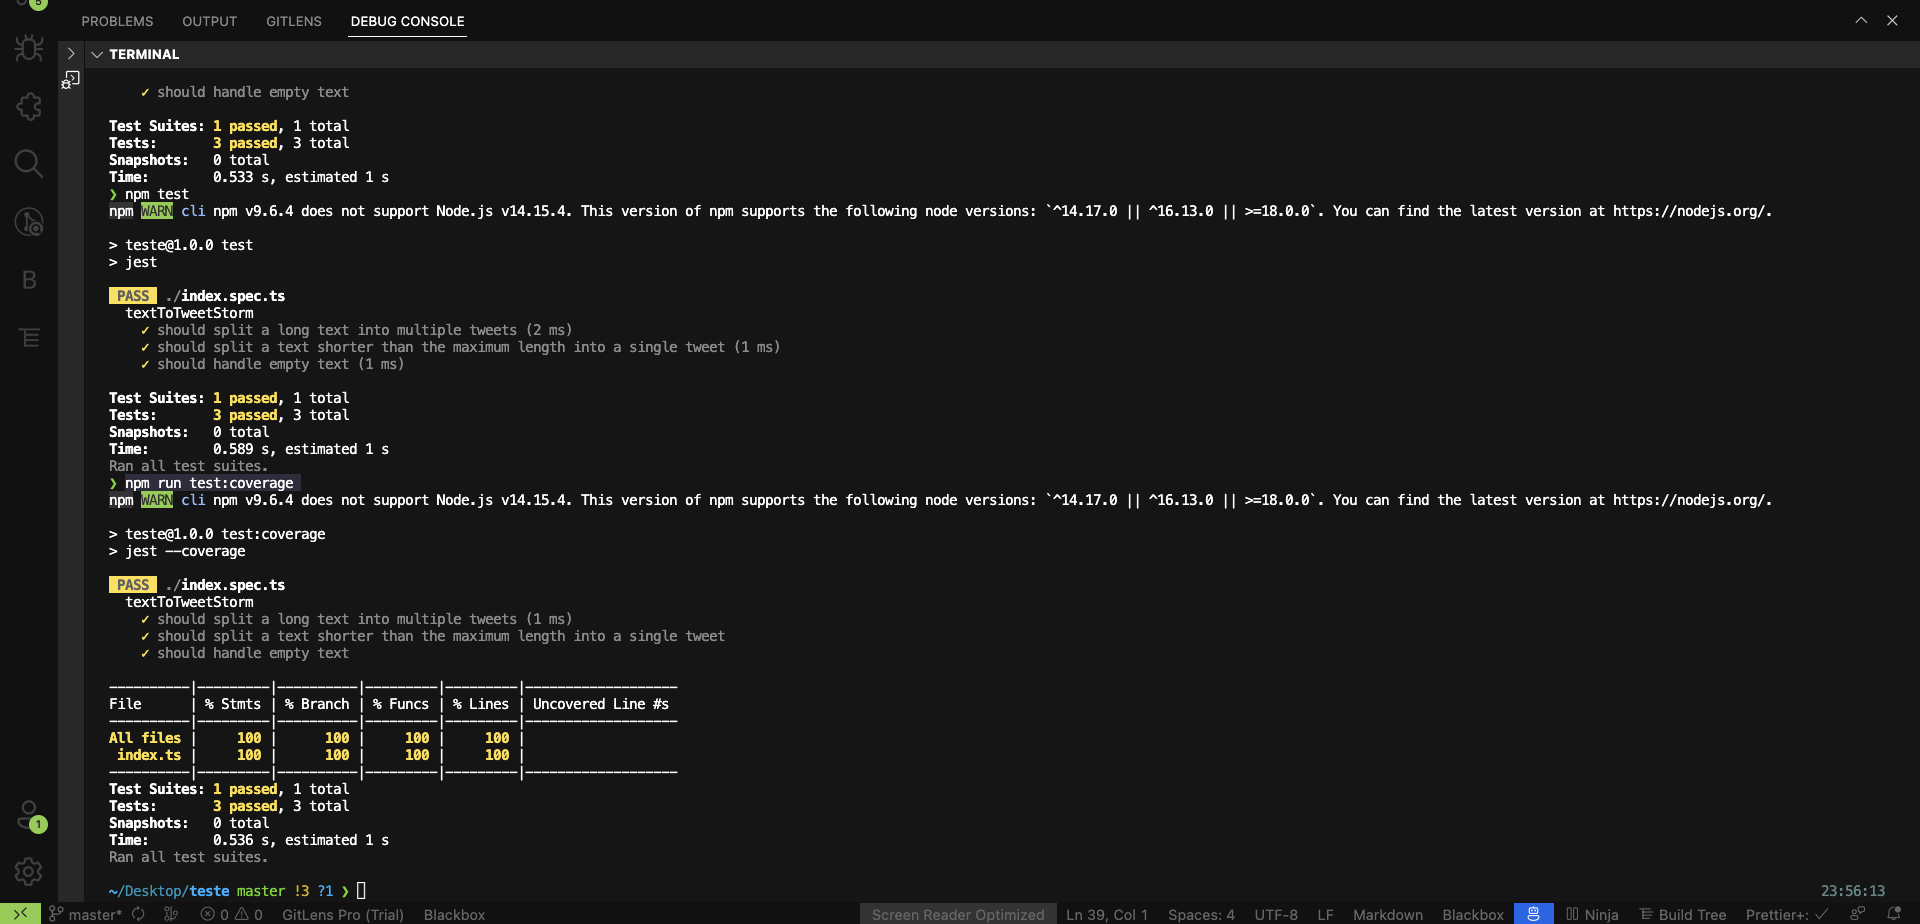 5
PROBLEMS OUTPUT GITLENS DEBUG CONSOLE
TERMINAL
✓ should handle empty text
Test Suites: 1 passed, 1 total
Tests: 3 passed, 3 total
Snapshots: 0 total
Time: 0.533 s, estimated 1 s
❯ npm test
npm WARN cli npm v9.6.4 does not support Node.js v14.15.4. This version of npm supports the following node versions: `^14.17.0 || ^16.13.0 || >=18.0.0`. You can find the latest version at https://nodejs.org/.
> teste@1.0.0 test
> jest
PASS ./index.spec.ts
textToTweetStorm
✓ should split a long text into multiple tweets (2 ms)
✓ should split a text shorter than the maximum length into a single tweet (1 ms)
✓ should handle empty text (1 ms)
Test Suites: 1 passed, 1 total
Tests: 3 passed, 3 total
Snapshots: 0 total
Time: 0.589 s, estimated 1 s
Ran all test suites.
❯ npm run test:coverage
npm WARN cli npm v9.6.4 does not support Node.js v14.15.4. This version of npm supports the following node versions: `^14.17.0 || ^16.13.0 || >=18.0.0`. You can find the latest version at https://nodejs.org/.
> teste@1.0.0 test:coverage
> jest --coverage
PASS ./index.spec.ts
textToTweetStorm
✓ should split a long text into multiple tweets (1 ms)
✓ should split a text shorter than the maximum length into a single tweet
✓ should handle empty text
----------|---------|----------|---------|---------|-------------------
File | % Stmts | % Branch | % Funcs | % Lines | Uncovered Line #s
----------|---------|----------|---------|---------|-------------------
All files | 100 | 100 | 100 | 100 |
index.ts | 100 | 100 | 100 | 100 |
----------|---------|----------|---------|---------|-------------------
Test Suites: 1 passed, 1 total
Tests: 3 passed, 3 total
Snapshots: 0 total
Time: 0.536 s, estimated 1 s
Ran all test suites.
~/Desktop/teste master !3 ?1 ❯ 23:56:13
B
1
master* 0 0 GitLens Pro (Trial) Blackbox Screen Reader Optimized Ln 39, Col 1 Spaces: 4 UTF-8 LF Markdown Blackbox Ninja Build Tree Prettier+: ✓